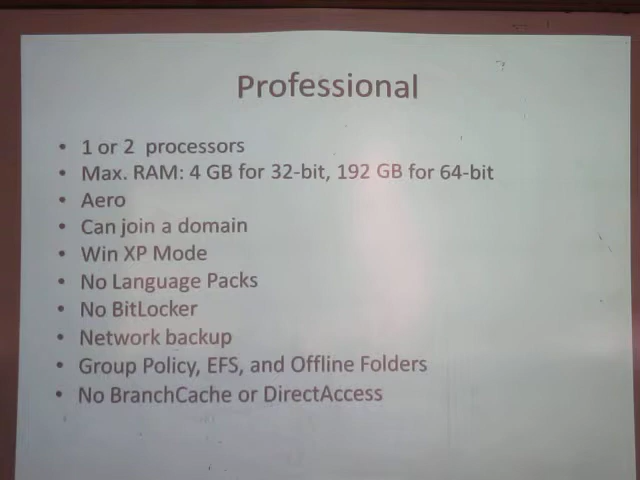 Professional
• 1 or 2 processors
• Max. RAM: 4 GB for 32-bit, 192 GB for 64-bit
• Aero
• Can join a domain
• Win XP Mode
• No Language Packs
• No BitLocker
• Network backup
• Group Policy, EFS, and Offline Folders
• No BranchCache or DirectAccess